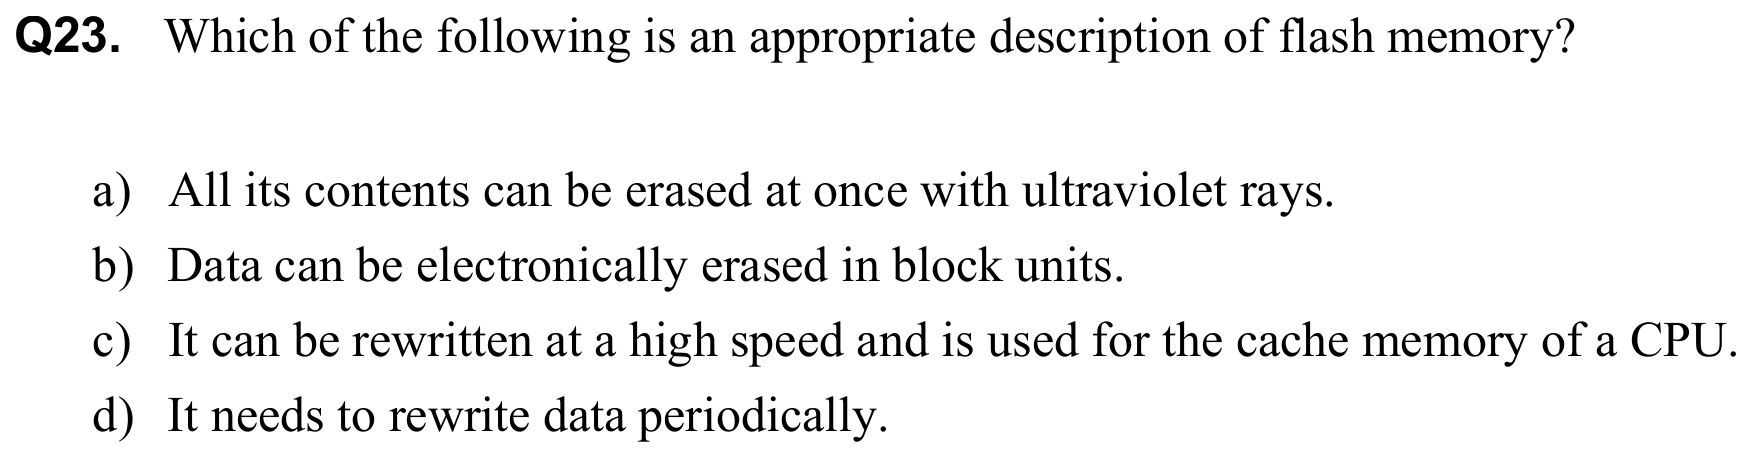 Q23. Which of the following is an appropriate description of flash memory?
a) All its contents can be erased at once with ultraviolet rays.
b) Data can be electronically erased in block units.
c) It can be rewritten at a high speed and is used for the cache memory of a CPU.
d) It needs to rewrite data periodically.